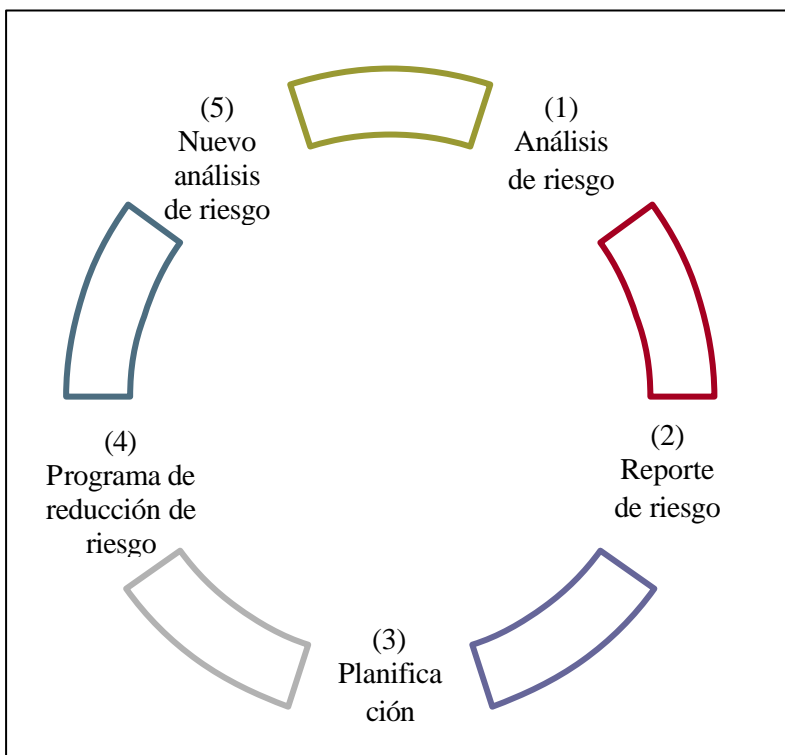 (1)
Análisis
de riesgo
(2)
Reporte
de riesgo
(3)
Planifica
ción
(4)
Programa de
reducción de
riesgo
(5)
Nuevo
análisis
de riesgo